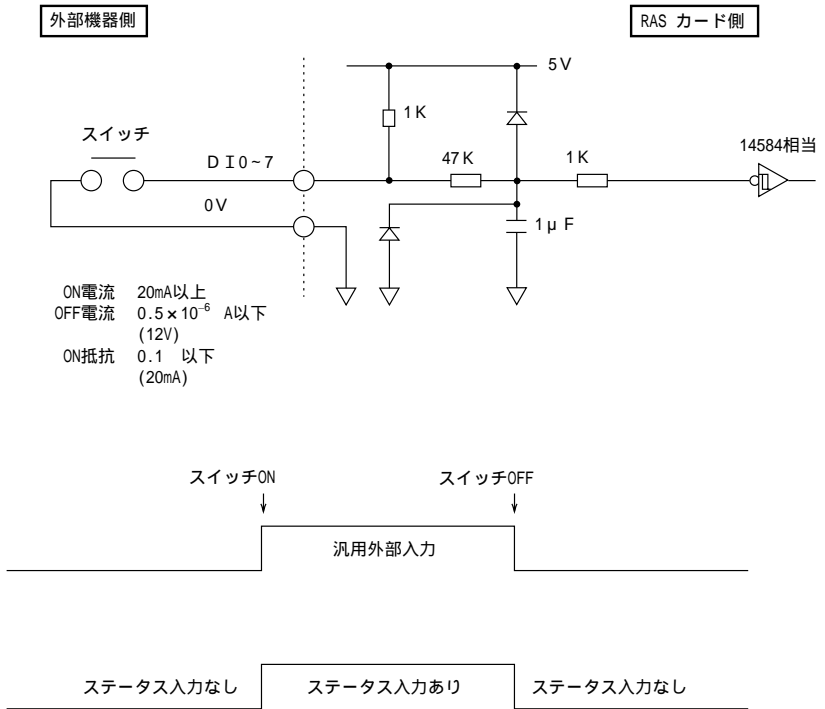 外部機器側
RAS カード側
5V
1K
スイッチ
14584相当
DI0~7
47K
1K
0V
1μF
ON電流 20mA以上
OFF電流 0.5×10⁻⁶ A以下
(12V)
ON抵抗 0.1 以下
(20mA)
スイッチON
スイッチOFF
汎用外部入力
ステータス入力なし
ステータス入力あり
ステータス入力なし